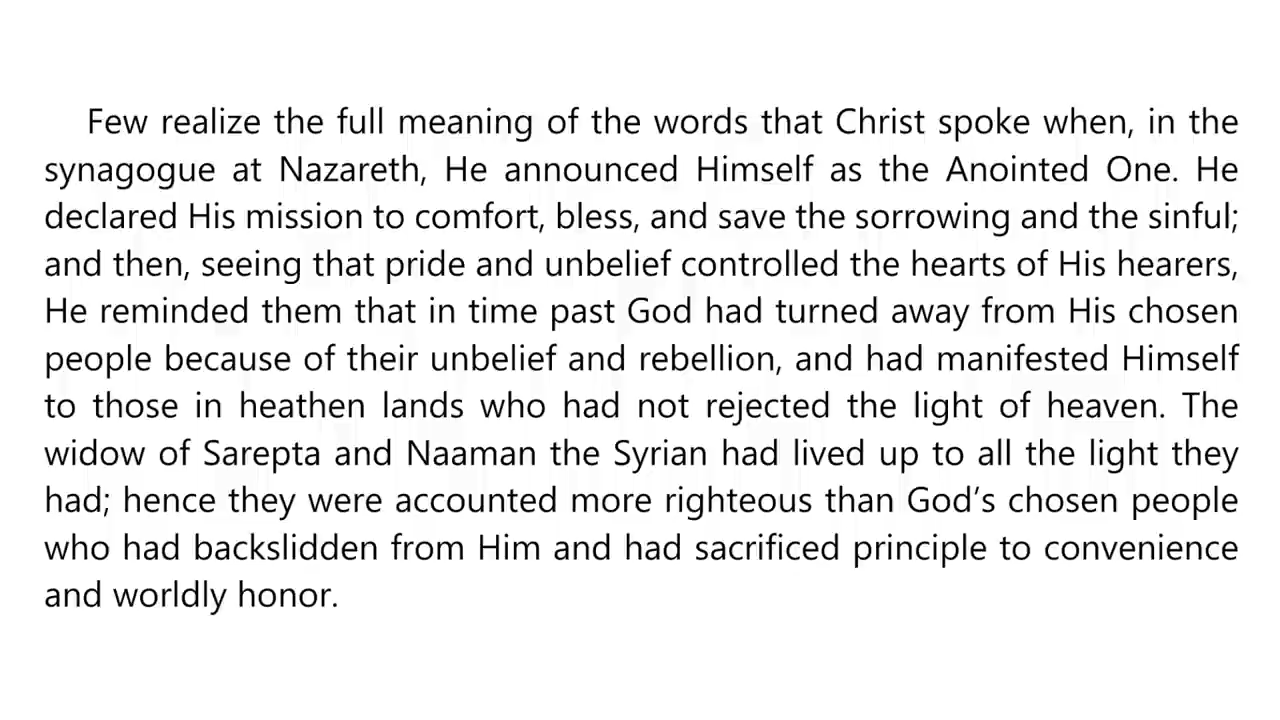 Few realize the full meaning of the words that Christ spoke when, in the
synagogue at Nazareth, He announced Himself as the Anointed One. He
declared His mission to comfort, bless, and save the sorrowing and the sinful;
and then, seeing that pride and unbelief controlled the hearts of His hearers,
He reminded them that in time past God had turned away from His chosen
people because of their unbelief and rebellion, and had manifested Himself
to those in heathen lands who had not rejected the light of heaven. The
widow of Sarepta and Naaman the Syrian had lived up to all the light they
had; hence they were accounted more righteous than God’s chosen people
who had backslidden from Him and had sacrificed principle to convenience
and worldly honor.